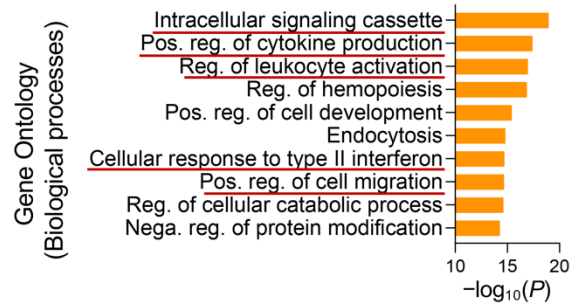 Gene Ontology
(Biological processes)
Intracellular signaling cassette
Pos. reg. of cytokine production
Reg. of leukocyte activation
Reg. of hemopoiesis
Pos. reg. of cell development
Endocytosis
Cellular response to type II interferon
Pos. reg. of cell migration
Reg. of cellular catabolic process
Nega. reg. of protein modification
10 15 20
−log₁₀(P)